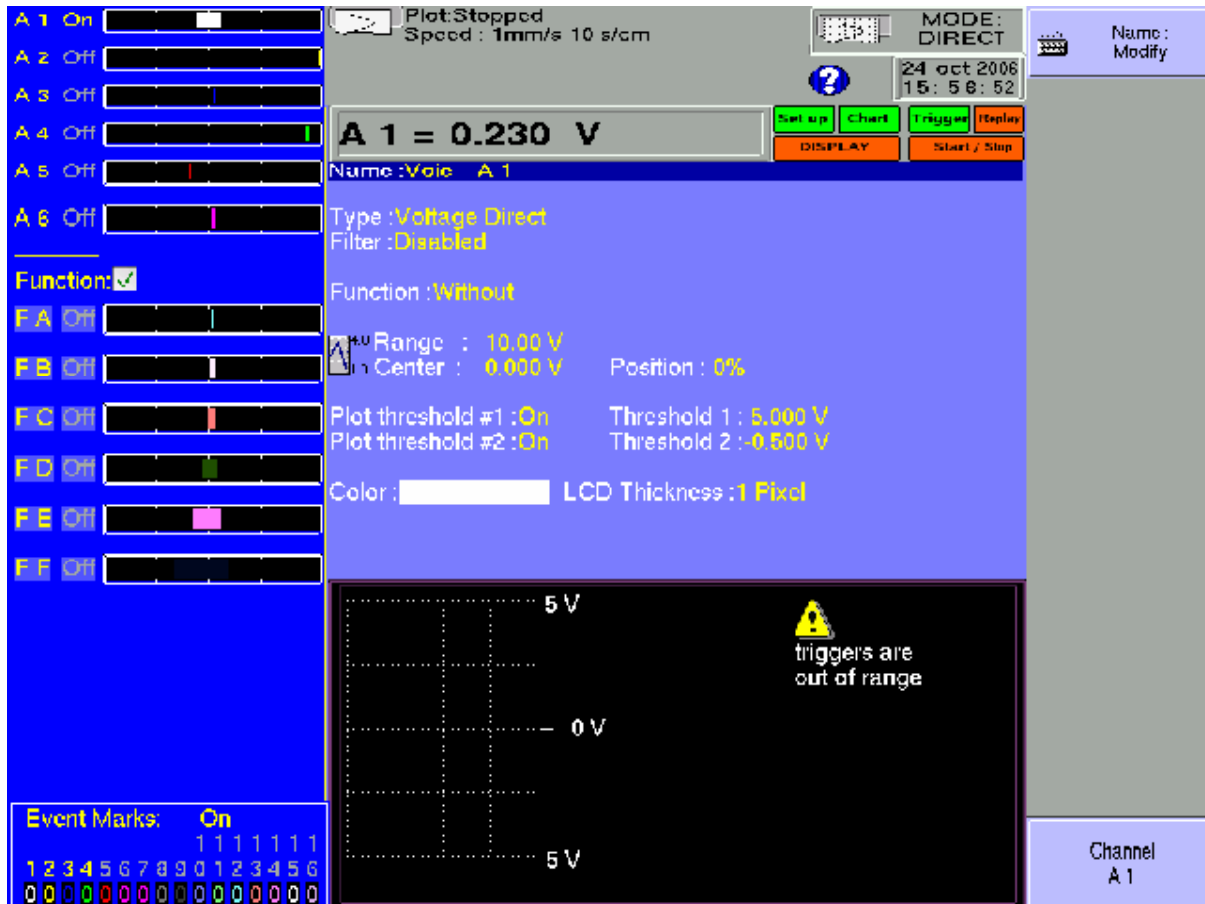 A 1 On
A 2 Off
A 3 Off
A 4 Off
A 5 Off
A 6 Off
Function:
F A Off
F B Off
F C Off
F D Off
F E Off
F F Off
Event Marks: On
1 1 1 1 1 1 1
1 2 3 4 5 6 7 8 9 0 1 2 3 4 5 6
0 0 0 0 0 0 0 0 0 0 0 0 0 0 0 0
Plot:Stopped
Speed : 1mm/s 10 s/cm
MODE:
DIRECT
?
24 oct 2006
15: 56: 52
A 1 = 0.230 V
Set up Chart Trigger Replay
DISPLAY Start / Stop
Name :Voie A 1
Type :Voltage Direct
Filter :Disabled
Function :Without
Range : 10.00 V
Center : 0.000 V Position : 0%
Plot threshold #1 :On Threshold 1 : 5.000 V
Plot threshold #2 :On Threshold 2 :-0.500 V
Color : LCD Thickness :1 Pixel
5 V
0 V
5 V
triggers are
out of range
Name :
Modify
Channel
A 1